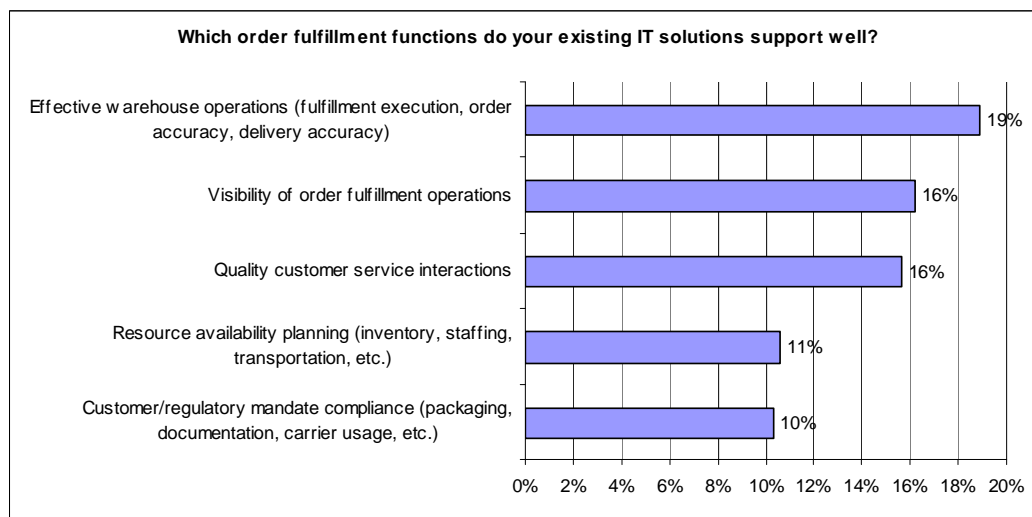 Which order fulfillment functions do your existing IT solutions support well?
Effective warehouse operations (fulfillment execution, order
accuracy, delivery accuracy)
19%
Visibility of order fulfillment operations
16%
Quality customer service interactions
16%
Resource availability planning (inventory, staffing,
transportation, etc.)
11%
Customer/regulatory mandate compliance (packaging,
documentation, carrier usage, etc.)
10%
0% 2% 4% 6% 8% 10% 12% 14% 16% 18% 20%